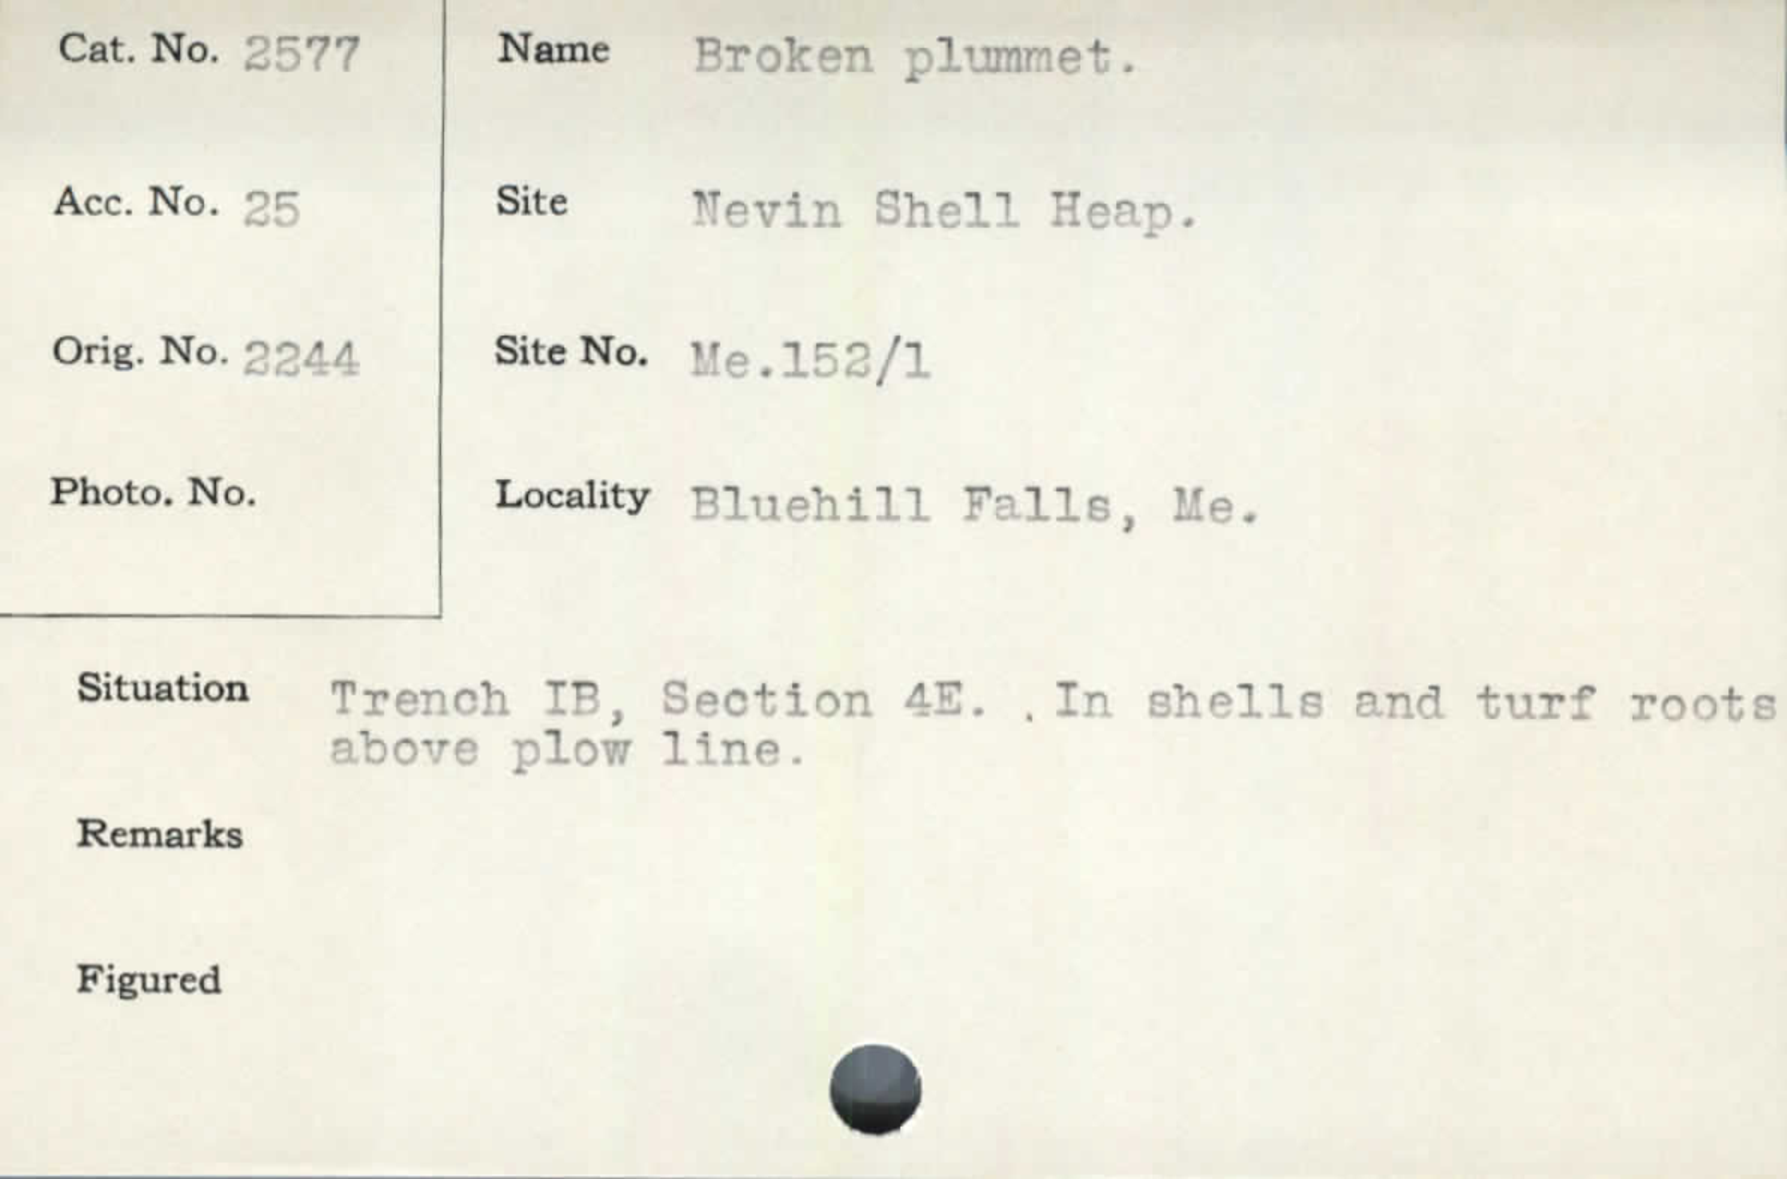 Cat. No. 2577
Name Broken plummet.
Acc. No. 25
Site Nevin Shell Heap.
Orig. No. 2244
Site No. Me.152/1
Photo. No.
Locality Bluehill Falls, Me.
Situation Trench IB, Section 4E. . In shells and turf roots
above plow line.
Remarks
Figured